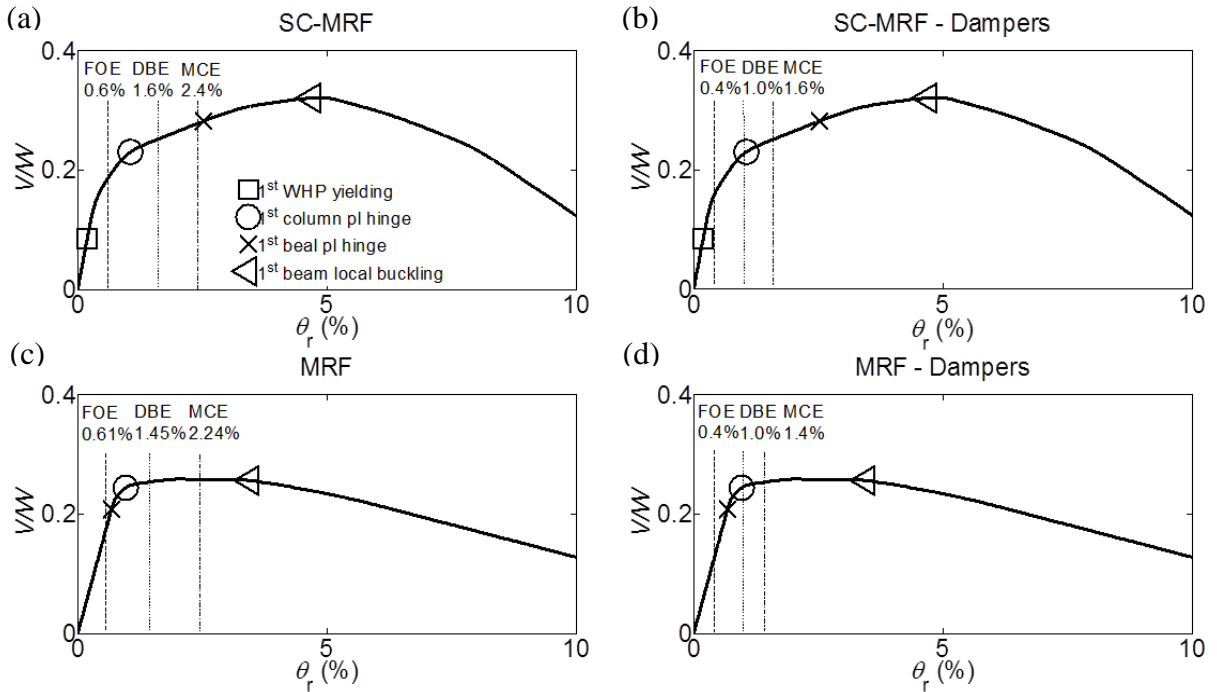 (a)
SC-MRF
0.4
FOE DBE MCE
0.6% 1.6% 2.4%
V/W
0.2
1st WHP yielding
1st column pl hinge
1st beal pl hinge
1st beam local buckling
0
0 5 10
θr (%)
(b)
SC-MRF - Dampers
0.4
FOE DBE MCE
0.4% 1.0% 1.6%
V/W
0.2
0
0 5 10
θr (%)
(c)
MRF
0.4
FOE DBE MCE
0.61% 1.45% 2.24%
V/W
0.2
0
0 5 10
θr (%)
(d)
MRF - Dampers
0.4
FOE DBE MCE
0.4% 1.0% 1.4%
V/W
0.2
0
0 5 10
θr (%)